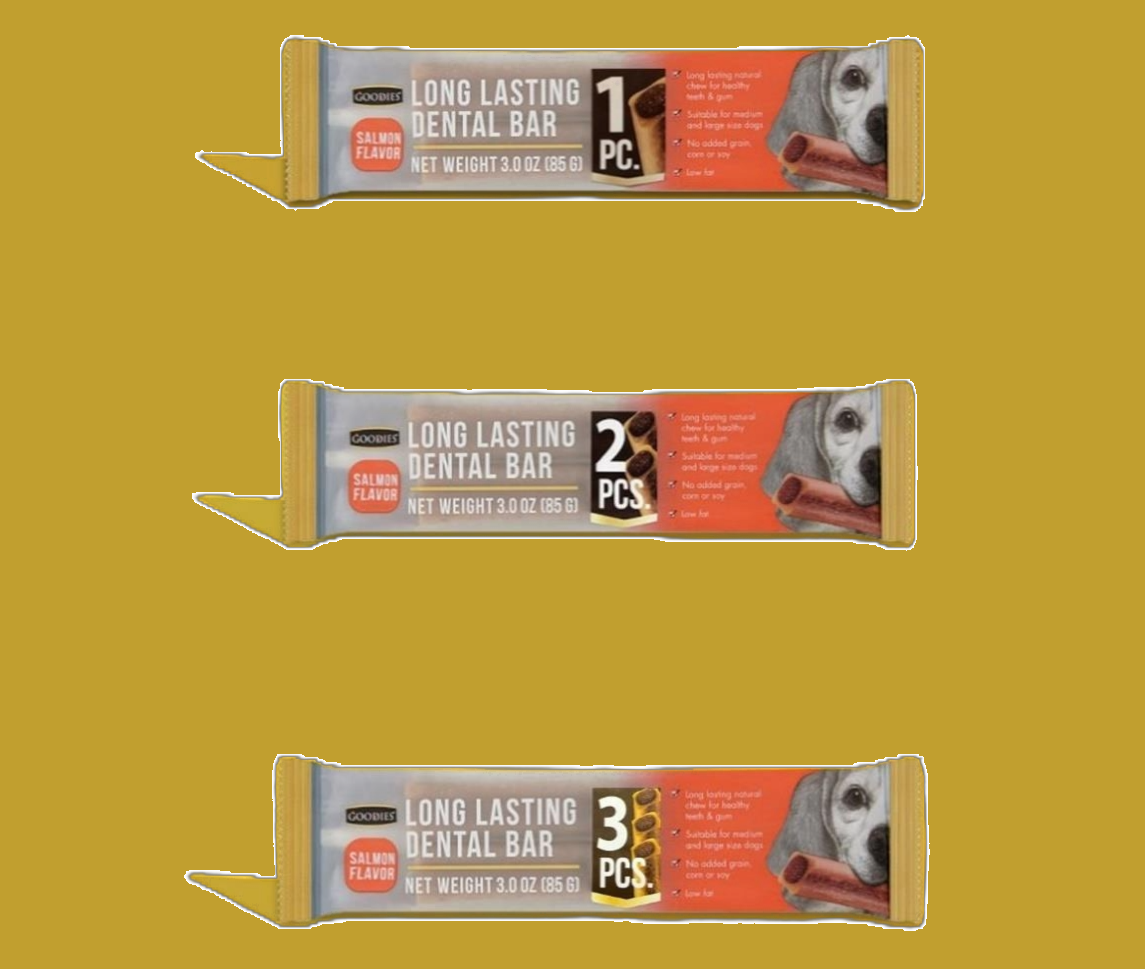 GOODIES
SALMON
FLAVOR
LONG LASTING
DENTAL BAR
NET WEIGHT 3.0 OZ (85 G)
1
PC.
Long lasting natural
chew for healthy
teeth & gum
Suitable for medium
and large size dogs
No added grain,
corn or soy
Low fat
GOODIES
SALMON
FLAVOR
LONG LASTING
DENTAL BAR
NET WEIGHT 3.0 OZ (85 G)
2
PCS.
Long lasting natural
chew for healthy
teeth & gum
Suitable for medium
and large size dogs
No added grain,
corn or soy
Low fat
GOODIES
SALMON
FLAVOR
LONG LASTING
DENTAL BAR
NET WEIGHT 3.0 OZ (85 G)
3
PCS.
Long lasting natural
chew for healthy
teeth & gum
Suitable for medium
and large size dogs
No added grain,
corn or soy
Low fat